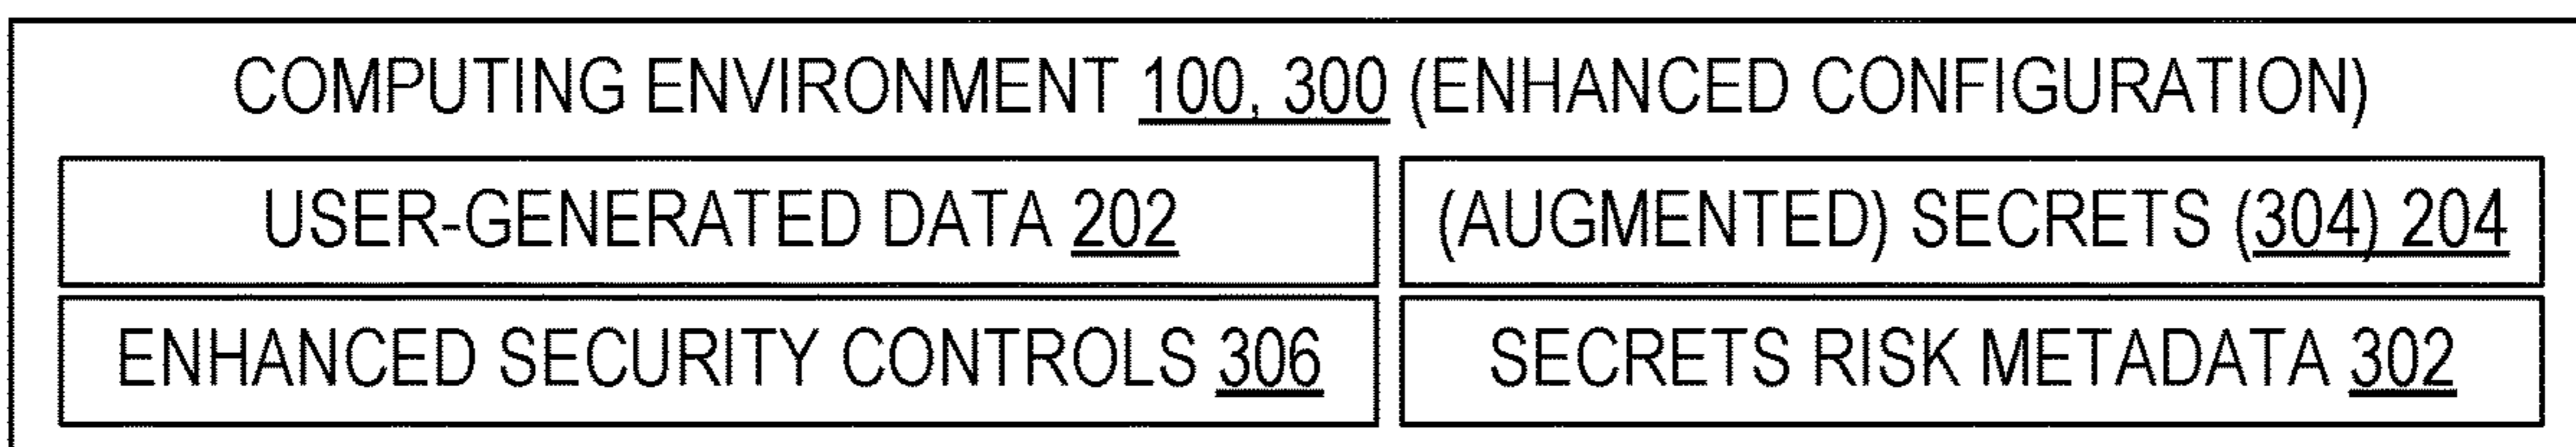 COMPUTING ENVIRONMENT 100, 300 (ENHANCED CONFIGURATION)
USER-GENERATED DATA 202
(AUGMENTED) SECRETS (304) 204
ENHANCED SECURITY CONTROLS 306
SECRETS RISK METADATA 302